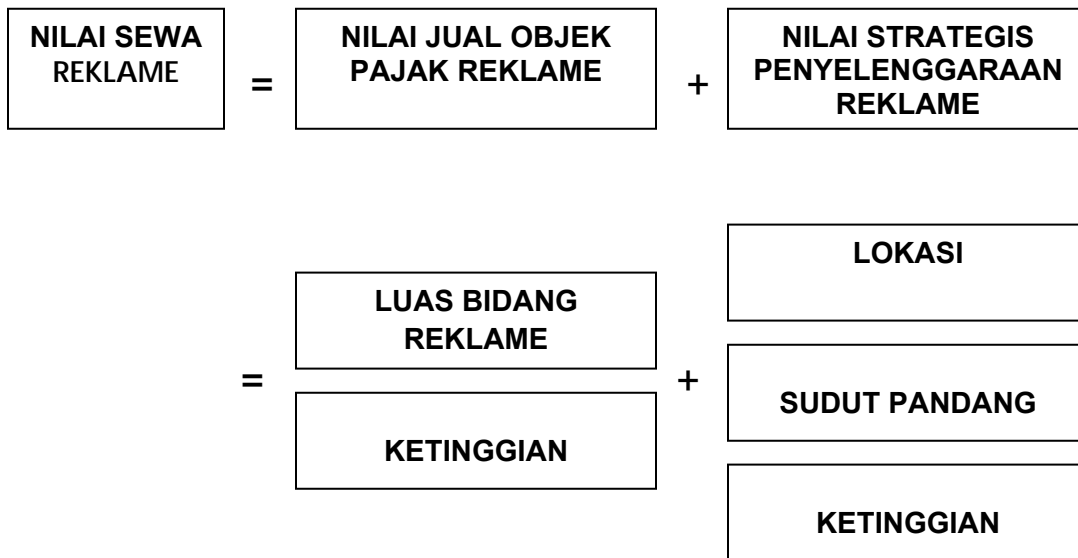 NILAI SEWA
REKLAME
=
NILAI JUAL OBJEK
PAJAK REKLAME
+
NILAI STRATEGIS
PENYELENGGARAAN
REKLAME
=
LUAS BIDANG
REKLAME
KETINGGIAN
+
LOKASI
SUDUT PANDANG
KETINGGIAN